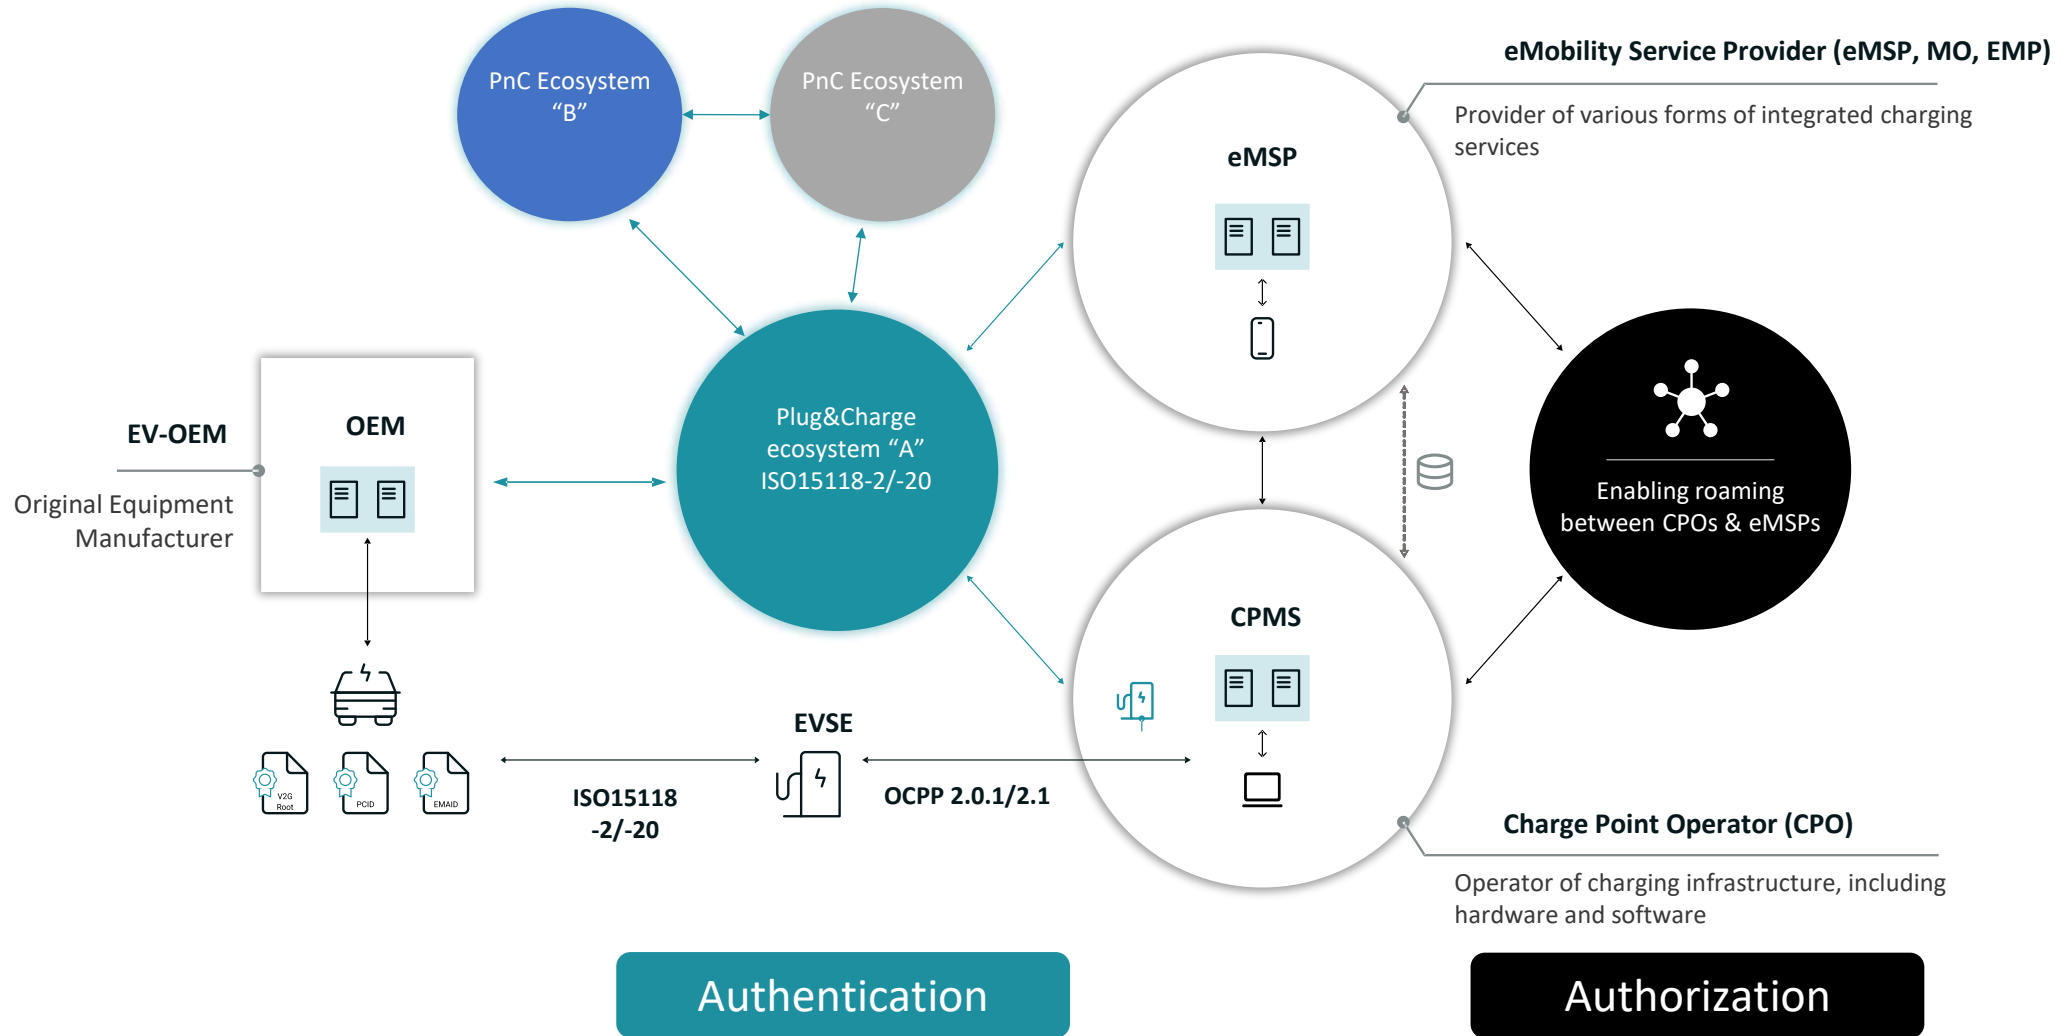 PnC Ecosystem
“B”
PnC Ecosystem
“C”
eMobility Service Provider (eMSP, MO, EMP)
Provider of various forms of integrated charging
services
eMSP
Plug&Charge
ecosystem “A”
ISO15118-2/-20
EV-OEM
Original Equipment
Manufacturer
OEM
Enabling roaming
between CPOs & eMSPs
CPMS
EVSE
V2G
Root
PCID
EMAID
ISO15118
-2/-20
OCPP 2.0.1/2.1
Charge Point Operator (CPO)
Operator of charging infrastructure, including
hardware and software
Authentication
Authorization